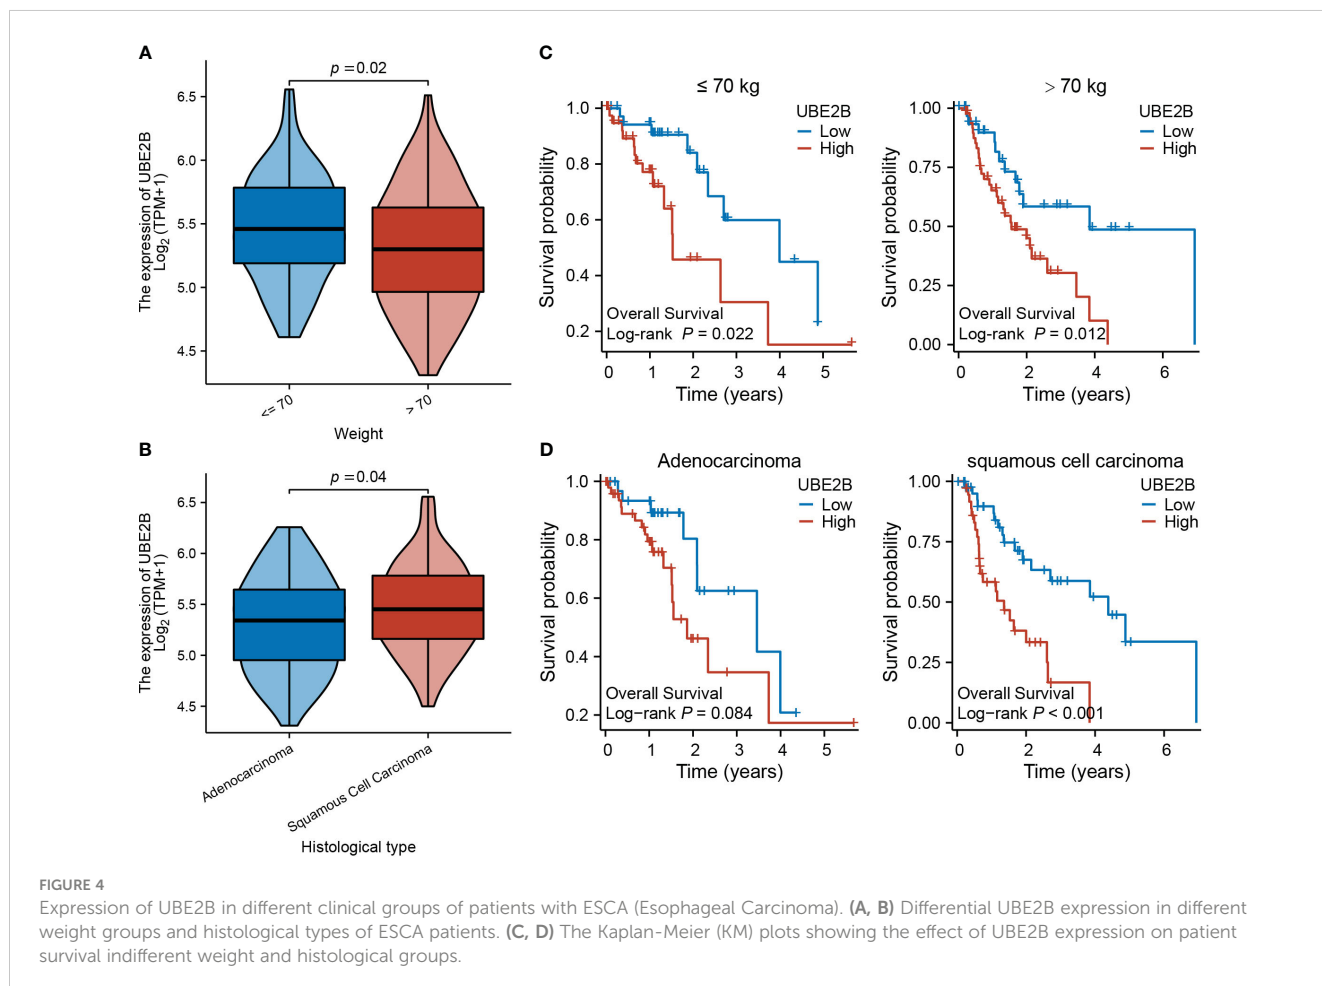 A
p = 0.02
The expression of UBE2B
Log2 (TPM+1)
6.5
6.0
5.5
5.0
4.5
<= 70
> 70
Weight
B
p = 0.04
The expression of UBE2B
Log2 (TPM+1)
6.5
6.0
5.5
5.0
4.5
Adenocarcinoma
Squamous Cell Carcinoma
Histological type
C
≤ 70 kg
UBE2B
Low
High
Survival probability
1.0
0.8
0.6
0.4
0.2
Overall Survival
Log-rank P = 0.022
0 1 2 3 4 5
Time (years)
> 70 kg
UBE2B
Low
High
Survival probability
1.00
0.75
0.50
0.25
0.00
Overall Survival
Log-rank P = 0.012
0 2 4 6
Time (years)
D
Adenocarcinoma
UBE2B
Low
High
Survival probability
1.0
0.8
0.6
0.4
0.2
Overall Survival
Log−rank P = 0.084
0 1 2 3 4 5
Time (years)
squamous cell carcinoma
UBE2B
Low
High
Survival probability
1.00
0.75
0.50
0.25
0.00
Overall Survival
Log−rank P < 0.001
0 2 4 6
Time (years)
FIGURE 4
Expression of UBE2B in different clinical groups of patients with ESCA (Esophageal Carcinoma). (A, B) Differential UBE2B expression in different
weight groups and histological types of ESCA patients. (C, D) The Kaplan-Meier (KM) plots showing the effect of UBE2B expression on patient
survival indifferent weight and histological groups.